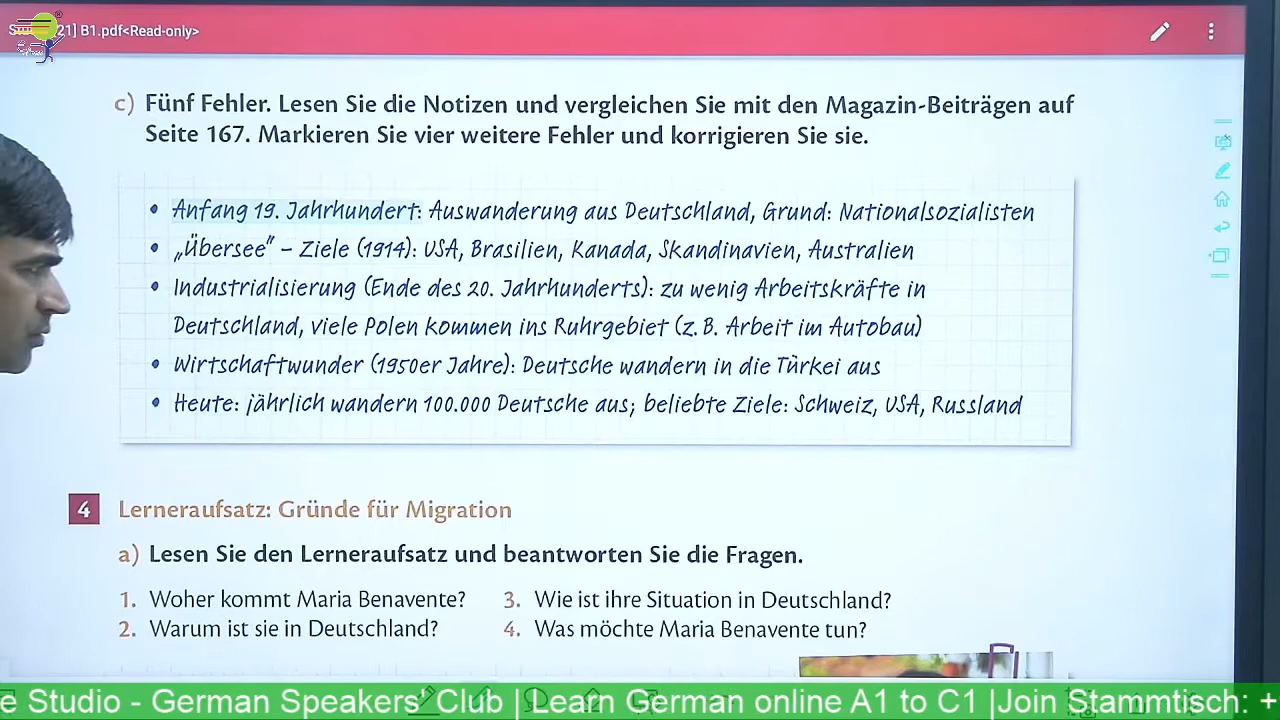 21] B1.pdf<Read-only>
c) Fünf Fehler. Lesen Sie die Notizen und vergleichen Sie mit den Magazin-Beiträgen auf
Seite 167. Markieren Sie vier weitere Fehler und korrigieren Sie sie.
• Anfang 19. Jahrhundert: Auswanderung aus Deutschland, Grund: Nationalsozialisten
• „Übersee" – Ziele (1914): USA, Brasilien, Kanada, Skandinavien, Australien
• Industrialisierung (Ende des 20. Jahrhunderts): zu wenig Arbeitskräfte in
Deutschland, viele Polen kommen ins Ruhrgebiet (z. B. Arbeit im Autobau)
• Wirtschaftwunder (1950er Jahre): Deutsche wandern in die Türkei aus
• Heute: jährlich wandern 100.000 Deutsche aus; beliebte Ziele: Schweiz, USA, Russland
4 Lerneraufsatz: Gründe für Migration
a) Lesen Sie den Lerneraufsatz und beantworten Sie die Fragen.
1. Woher kommt Maria Benavente? 3. Wie ist ihre Situation in Deutschland?
2. Warum ist sie in Deutschland? 4. Was möchte Maria Benavente tun?
e Studio - German Speakers' Club | Learn German online A1 to C1 |Join Stammtisch: +